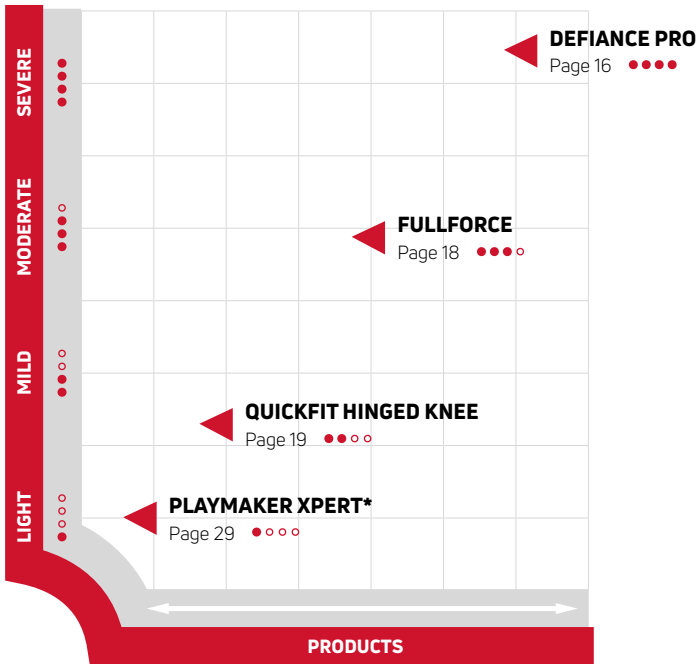 SEVERE
DEFIANCE PRO
Page 16
MODERATE
FULLFORCE
Page 18
MILD
QUICKFIT HINGED KNEE
Page 19
LIGHT
PLAYMAKER XPERT*
Page 29
PRODUCTS